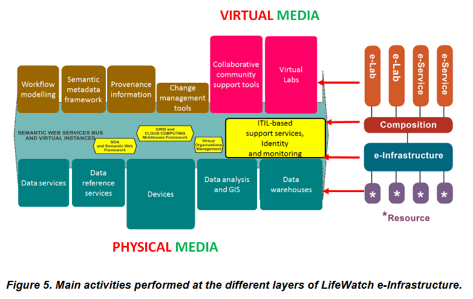 VIRTUAL MEDIA
Workflow
modelling
Semantic
metadata
framework
Provenance
information
Change
management
tools
Collaborative
community
support tools
Virtual
Labs
e-Lab
e-Lab
e-Service
e-Service
SEMANTIC WEB SERVICES BUS
AND VIRTUAL INSTANCES
SOA
and Semantic Web
Framework
GRID and
CLOUD COMPUTING
Middleware Framework
Virtual
Organizations
Management
ITIL-based
support services,
Identity
and monitoring
Composition
e-Infrastructure
Data services
Data
reference
services
Devices
Data analysis
and GIS
Data
warehouses
*
*
*
*
*Resource
PHYSICAL MEDIA
Figure 5. Main activities performed at the different layers of LifeWatch e-Infrastructure.